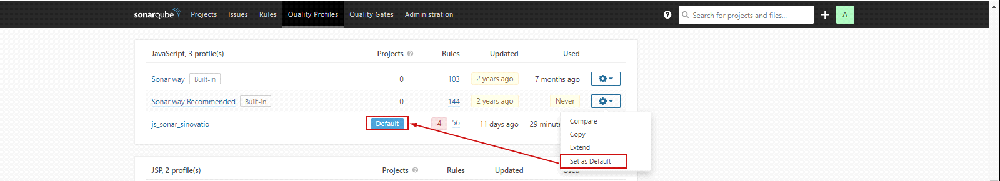 sonarqube Projects Issues Rules Quality Profiles Quality Gates Administration ? Search for projects and files... + A
JavaScript, 3 profile(s) Projects ? Rules Updated Used
Sonar way Built-in 0 103 2 years ago 7 months ago
Sonar way Recommended Built-in 0 144 2 years ago Never
js_sonar_sinovatio Default 4 56 11 days ago 29 minute
Compare
Copy
Extend
Set as Default
JSP, 2 profile(s) Projects ? Rules Updated Used